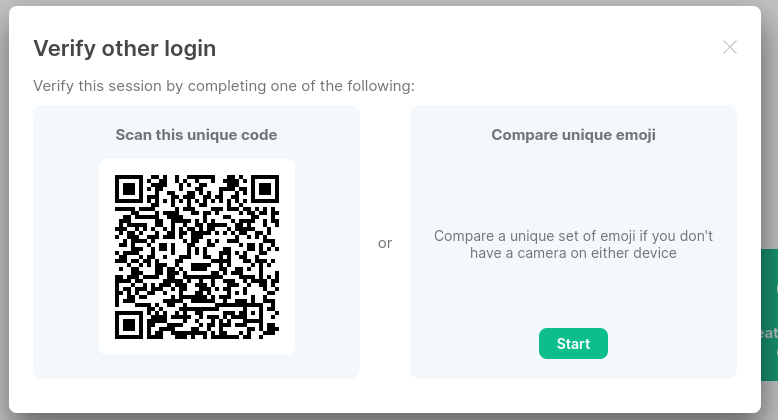 Verify other login
Verify this session by completing one of the following:
Scan this unique code
or
Compare unique emoji
Compare a unique set of emoji if you don't
have a camera on either device
Start